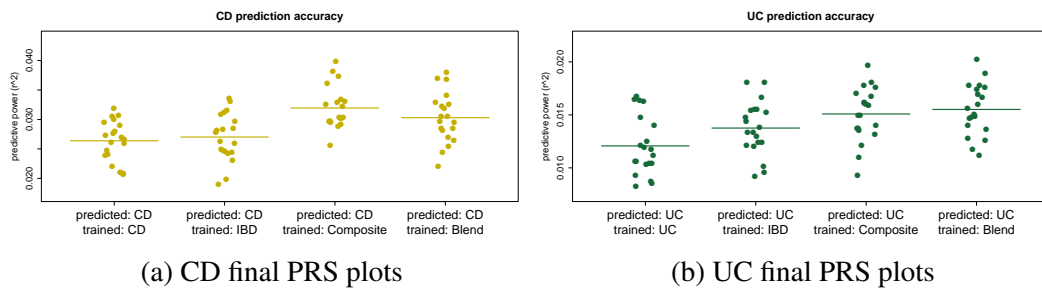 CD prediction accuracy
predictive power (r^2)
0.040
0.030
0.020
predicted: CD predicted: CD predicted: CD predicted: CD
trained: CD trained: IBD trained: Composite trained: Blend
(a) CD final PRS plots
UC prediction accuracy
predictive power (r^2)
0.020
0.015
0.010
predicted: UC predicted: UC predicted: UC predicted: UC
trained: UC trained: IBD trained: Composite trained: Blend
(b) UC final PRS plots